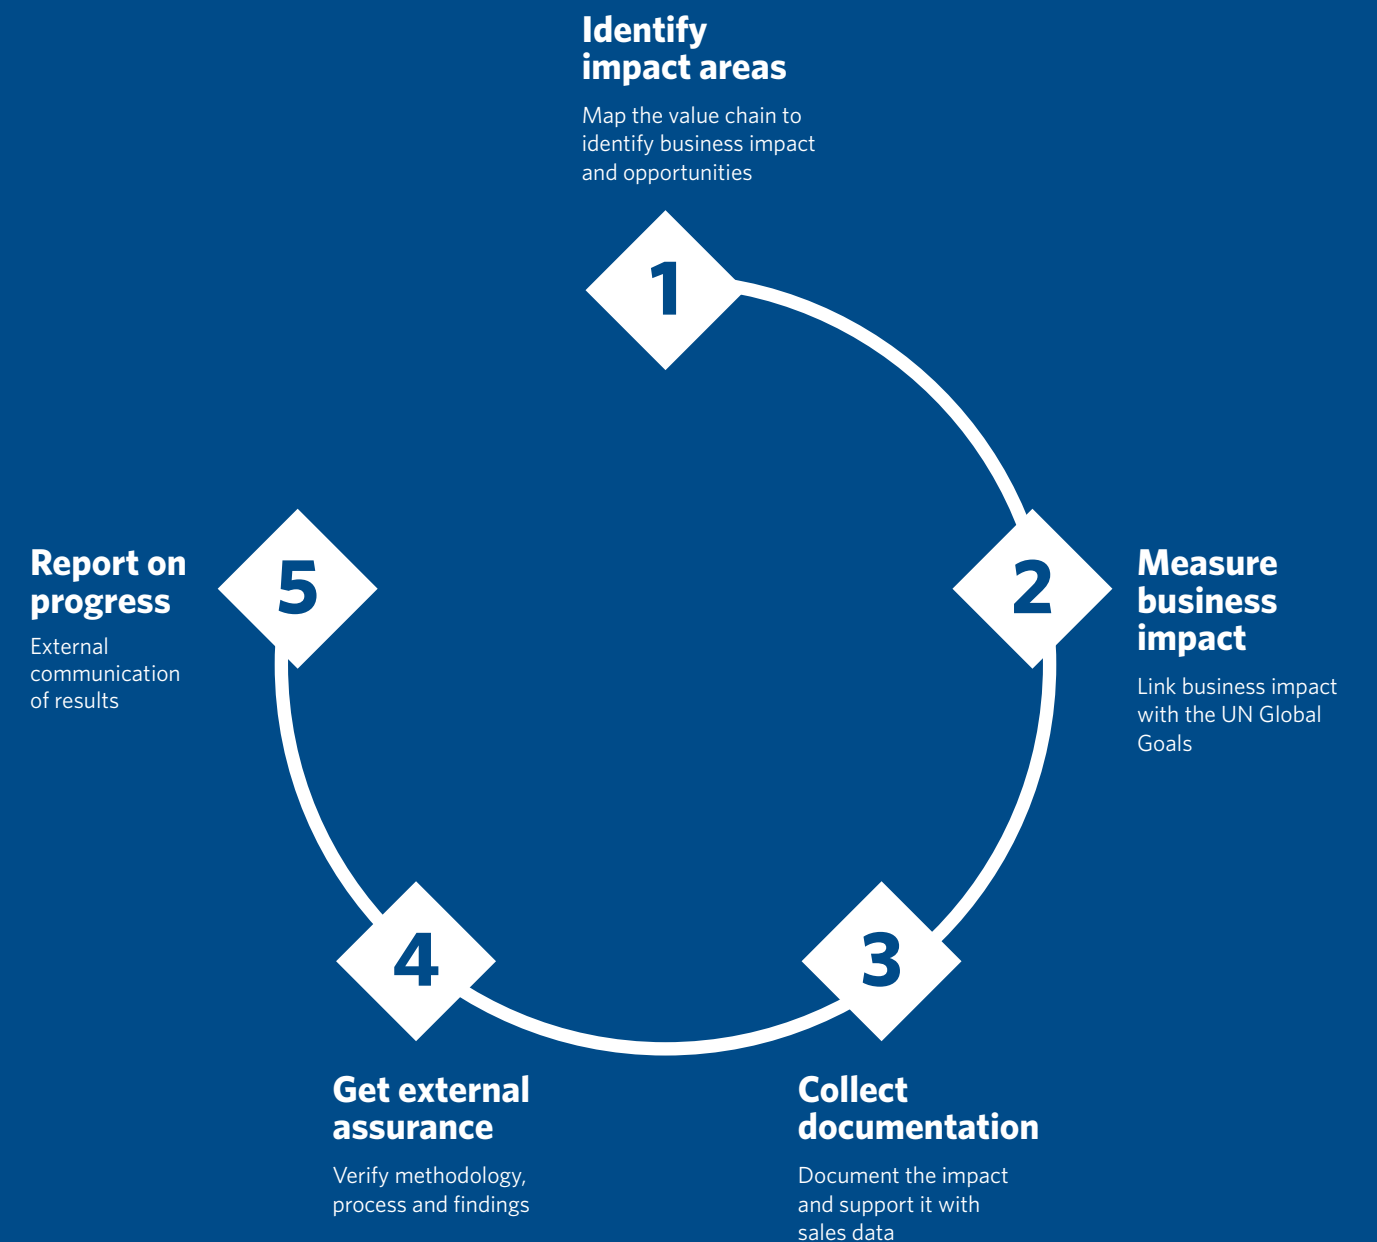 Identify
impact areas
Map the value chain to
identify business impact
and opportunities
1
2
Measure
business
impact
Link business impact
with the UN Global
Goals
3
Collect
documentation
Document the impact
and support it with
sales data
4
Get external
assurance
Verify methodology,
process and findings
5
Report on
progress
External
communication
of results